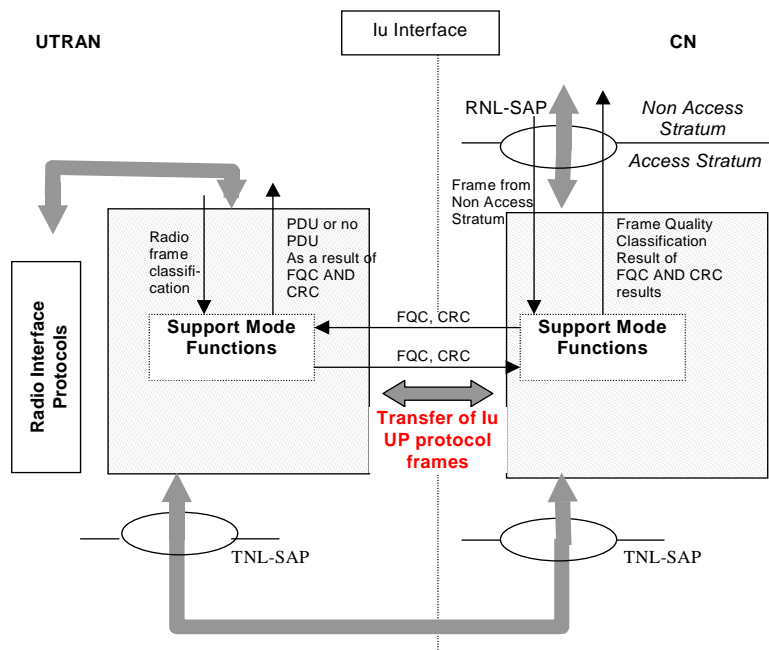 Iu Interface
UTRAN
CN
RNL-SAP
Non Access
Stratum
Access Stratum
Frame from
Non Access
Stratum
Radio
frame
classifi-
cation
PDU or no
PDU
As a result of
FQC AND
CRC
Frame Quality
Classification
Result of
FQC AND CRC
results
Radio Interface
Protocols
Support Mode
Functions
FQC, CRC
FQC, CRC
Support Mode
Functions
Transfer of Iu
UP protocol
frames
TNL-SAP
TNL-SAP